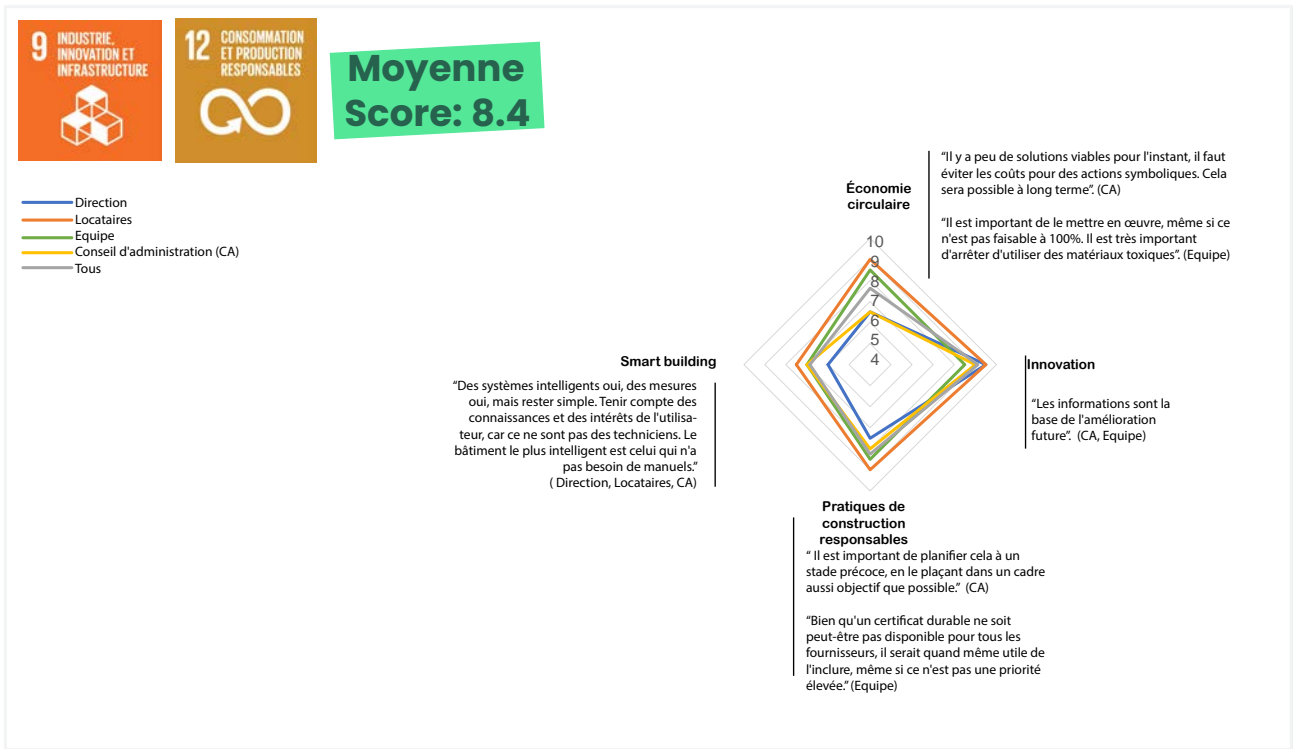 9 INDUSTRIE,
INNOVATION ET
INFRASTRUCTURE
12 CONSOMMATION
ET PRODUCTION
RESPONSABLES
Moyenne
Score: 8.4
Direction
Locataires
Equipe
Conseil d'administration (CA)
Tous
Économie
circulaire
“Il y a peu de solutions viables pour l'instant, il faut
éviter les coûts pour des actions symboliques. Cela
sera possible à long terme”. (CA)
“Il est important de le mettre en œuvre, même si ce
n'est pas faisable à 100%. Il est très important
d'arrêter d'utiliser des matériaux toxiques”. (Equipe)
10
9
8
7
6
5
4
Smart building
“Des systèmes intelligents oui, des mesures
oui, mais rester simple. Tenir compte des
connaissances et des intérêts de l'utilisa-
teur, car ce ne sont pas des techniciens. Le
bâtiment le plus intelligent est celui qui n'a
pas besoin de manuels.”
( Direction, Locataires, CA)
Innovation
“Les informations sont la
base de l'amélioration
future”. (CA, Equipe)
Pratiques de
construction
responsables
“ Il est important de planifier cela à un
stade précoce, en le plaçant dans un cadre
aussi objectif que possible.” (CA)
“Bien qu'un certificat durable ne soit
peut-être pas disponible pour tous les
fournisseurs, il serait quand même utile de
l'inclure, même si ce n'est pas une priorité
élevée.” (Equipe)